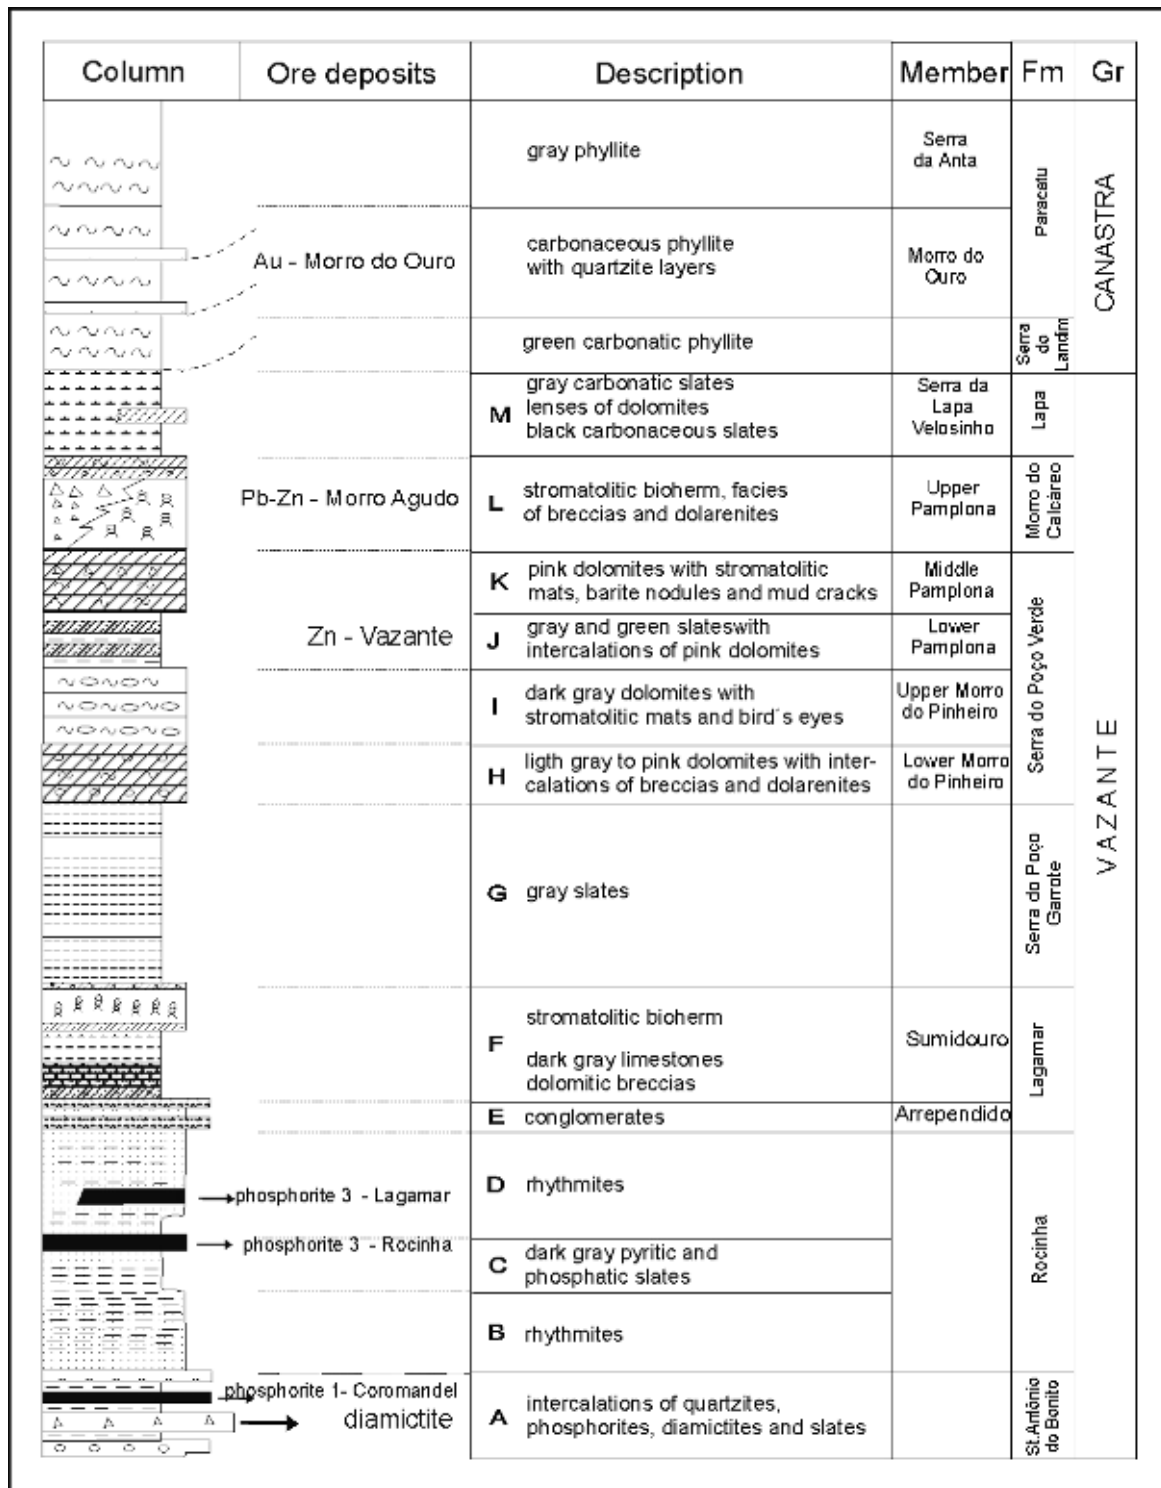 Column Ore deposits Description Member Fm Gr
gray phyllite
Serra
da Anta
Paracatu
CANASTRA
Au - Morro do Ouro
carbonaceous phyllite
with quartzite layers
Morro do
Ouro
green carbonatic phyllite
Serra
do
Landim
M
gray carbonatic slates
lenses of dolomites
black carbonaceous slates
Serra da
Lapa
Velosinho
Lapa
VAZANTE
Pb-Zn - Morro Agudo
L
stromatolitic bioherm, facies
of breccias and dolarenites
Upper
Pamplona
Morro do
Calcáreo
K
pink dolomites with stromatolitic
mats, barite nodules and mud cracks
Middle
Pamplona
Serra do Poço Verde
Zn - Vazante
J
gray and green slateswith
intercalations of pink dolomites
Lower
Pamplona
I
dark gray dolomites with
stromatolitic mats and bird´s eyes
Upper Morro
do Pinheiro
H
ligth gray to pink dolomites with inter-
calations of breccias and dolarenites
Lower Morro
do Pinheiro
G
gray slates
Serra do Poço
Garrote
F
stromatolitic bioherm
dark gray limestones
dolomitic breccias
Sumidouro
Lagamar
E
conglomerates
Arrependido
phosphorite 3 - Lagamar
D
rhythmites
Rocinha
phosphorite 3 - Rocinha
C
dark gray pyritic and
phosphatic slates
B
rhythmites
phosphorite 1- Coromandel
diamictite
A
intercalations of quartzites,
phosphorites, diamictites and slates
St.Antônio
do Bonito